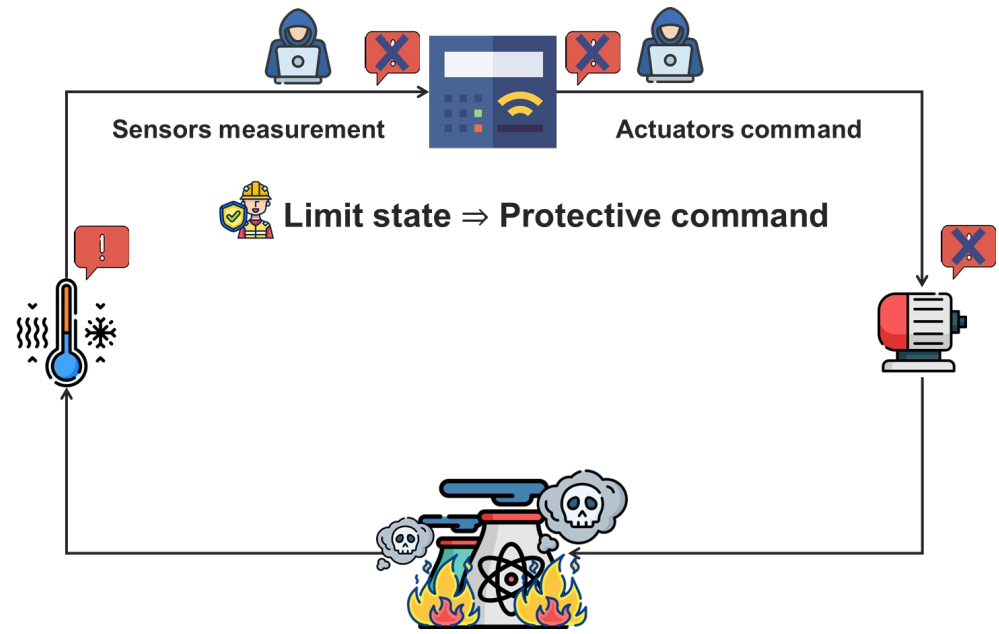 Sensors measurement
Actuators command
Limit state ⇒ Protective command